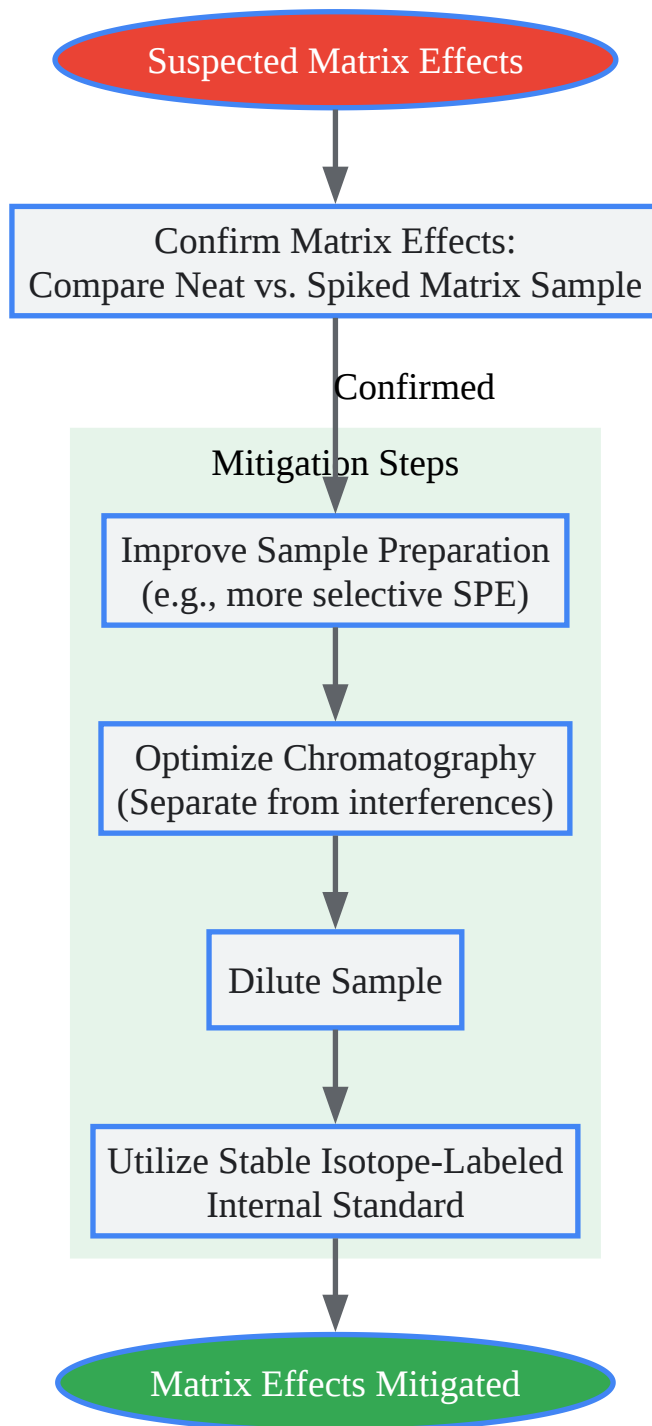 Suspected Matrix Effects
Confirm Matrix Effects:
Compare Neat vs. Spiked Matrix Sample
Confirmed
Mitigation Steps
Improve Sample Preparation
(e.g., more selective SPE)
Optimize Chromatography
(Separate from interferences)
Dilute Sample
Utilize Stable Isotope-Labeled
Internal Standard
Matrix Effects Mitigated